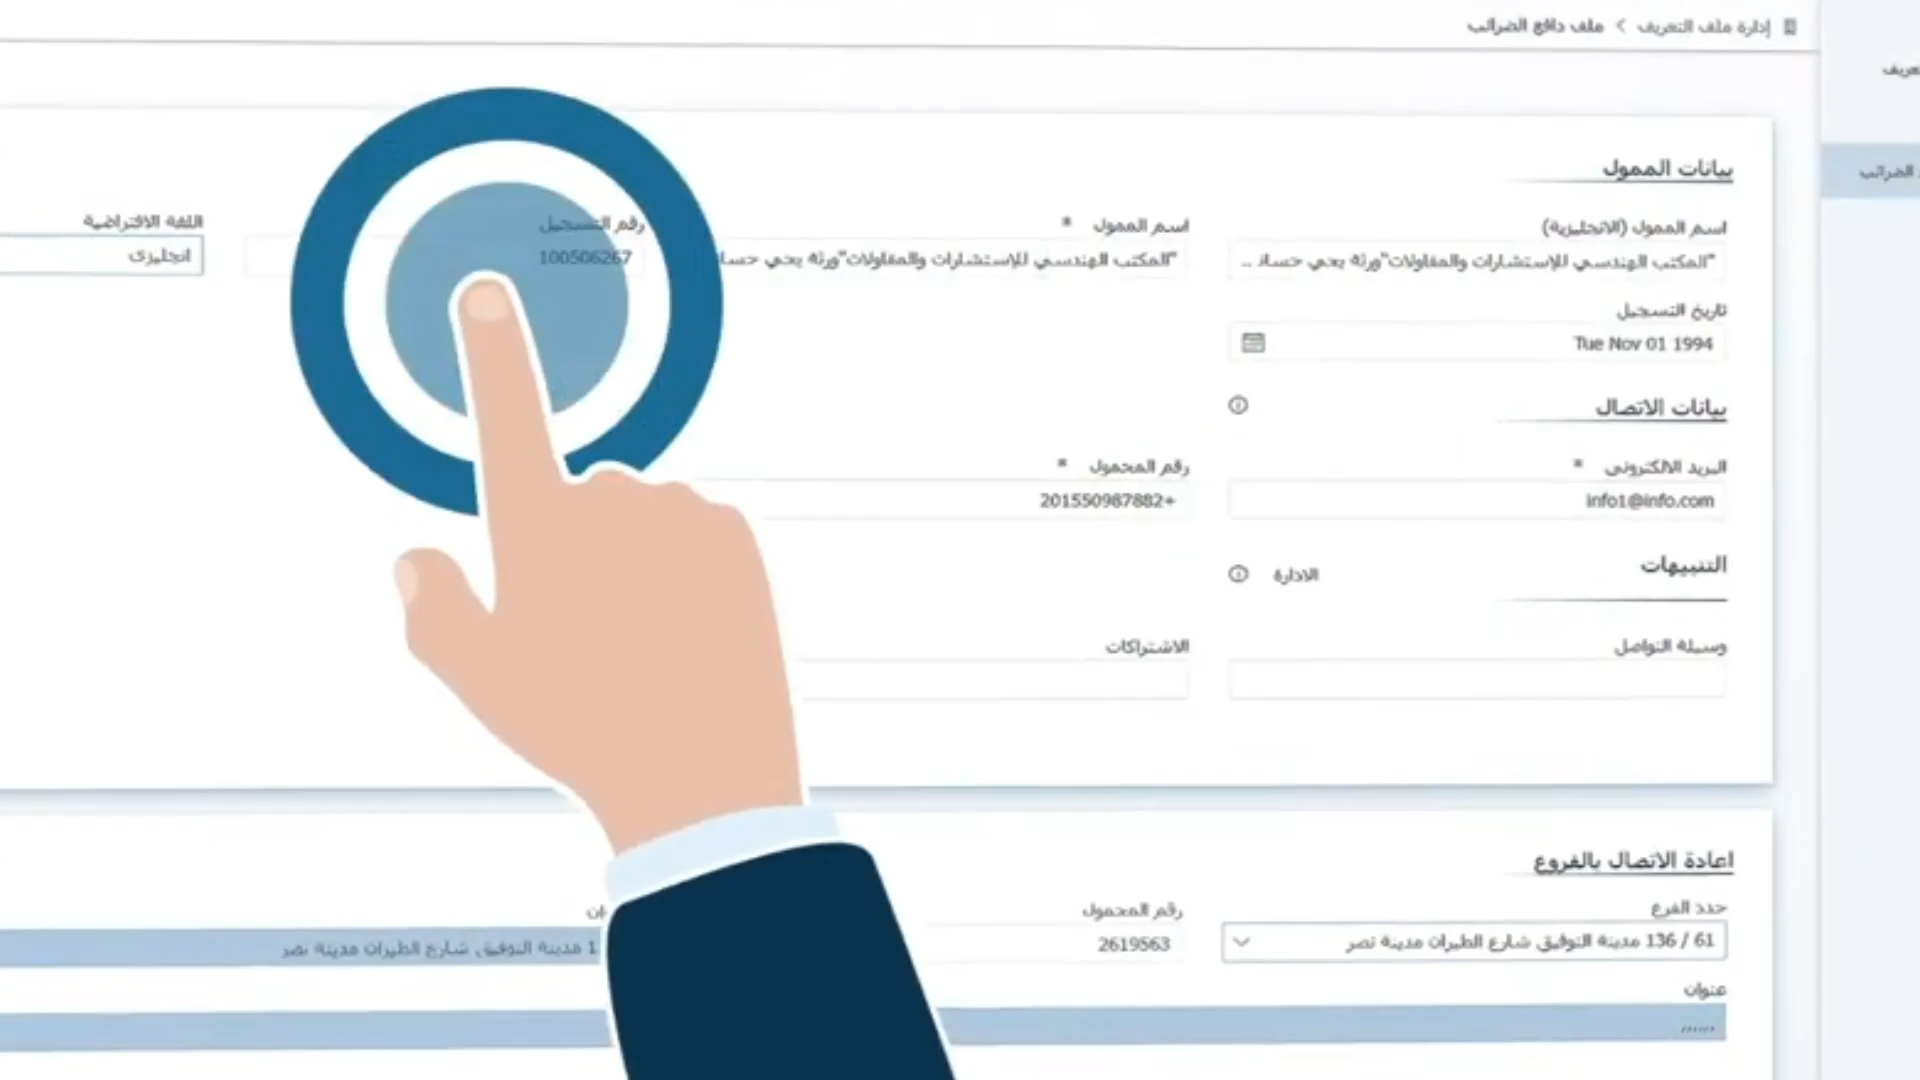 إدارة ملف التعريف > ملف دافع الضرائب
بيانات الممول
اسم الممول (الانجليزية)
"المكتب الهندسي للإستشارات والمقاولات"ورثة يحي حساد ...
اسم الممول *
"المكتب الهندسي للإستشارات والمقاولات"ورثة يحي حسا
رقم التسجيل
100506267
اللغة الافتراضية
انجليزى
تاريخ التسجيل
Tue Nov 01 1994
بيانات الاتصال
البريد الالكترونى *
info1@info.com
رقم المحمول *
201550987882+
التنبيهات
الادارة
وسيلة التواصل
الاشتراكات
اعادة الاتصال بالفروع
حدد الفرع
61 / 136 مدينة التوفيق شارع الطيران مدينة نصر
رقم المحمول
2619563
ان
1 مدينة التوفيق شارع الطيران مدينة نصر
عنوان
,,,,,,
عريف
الضرائب